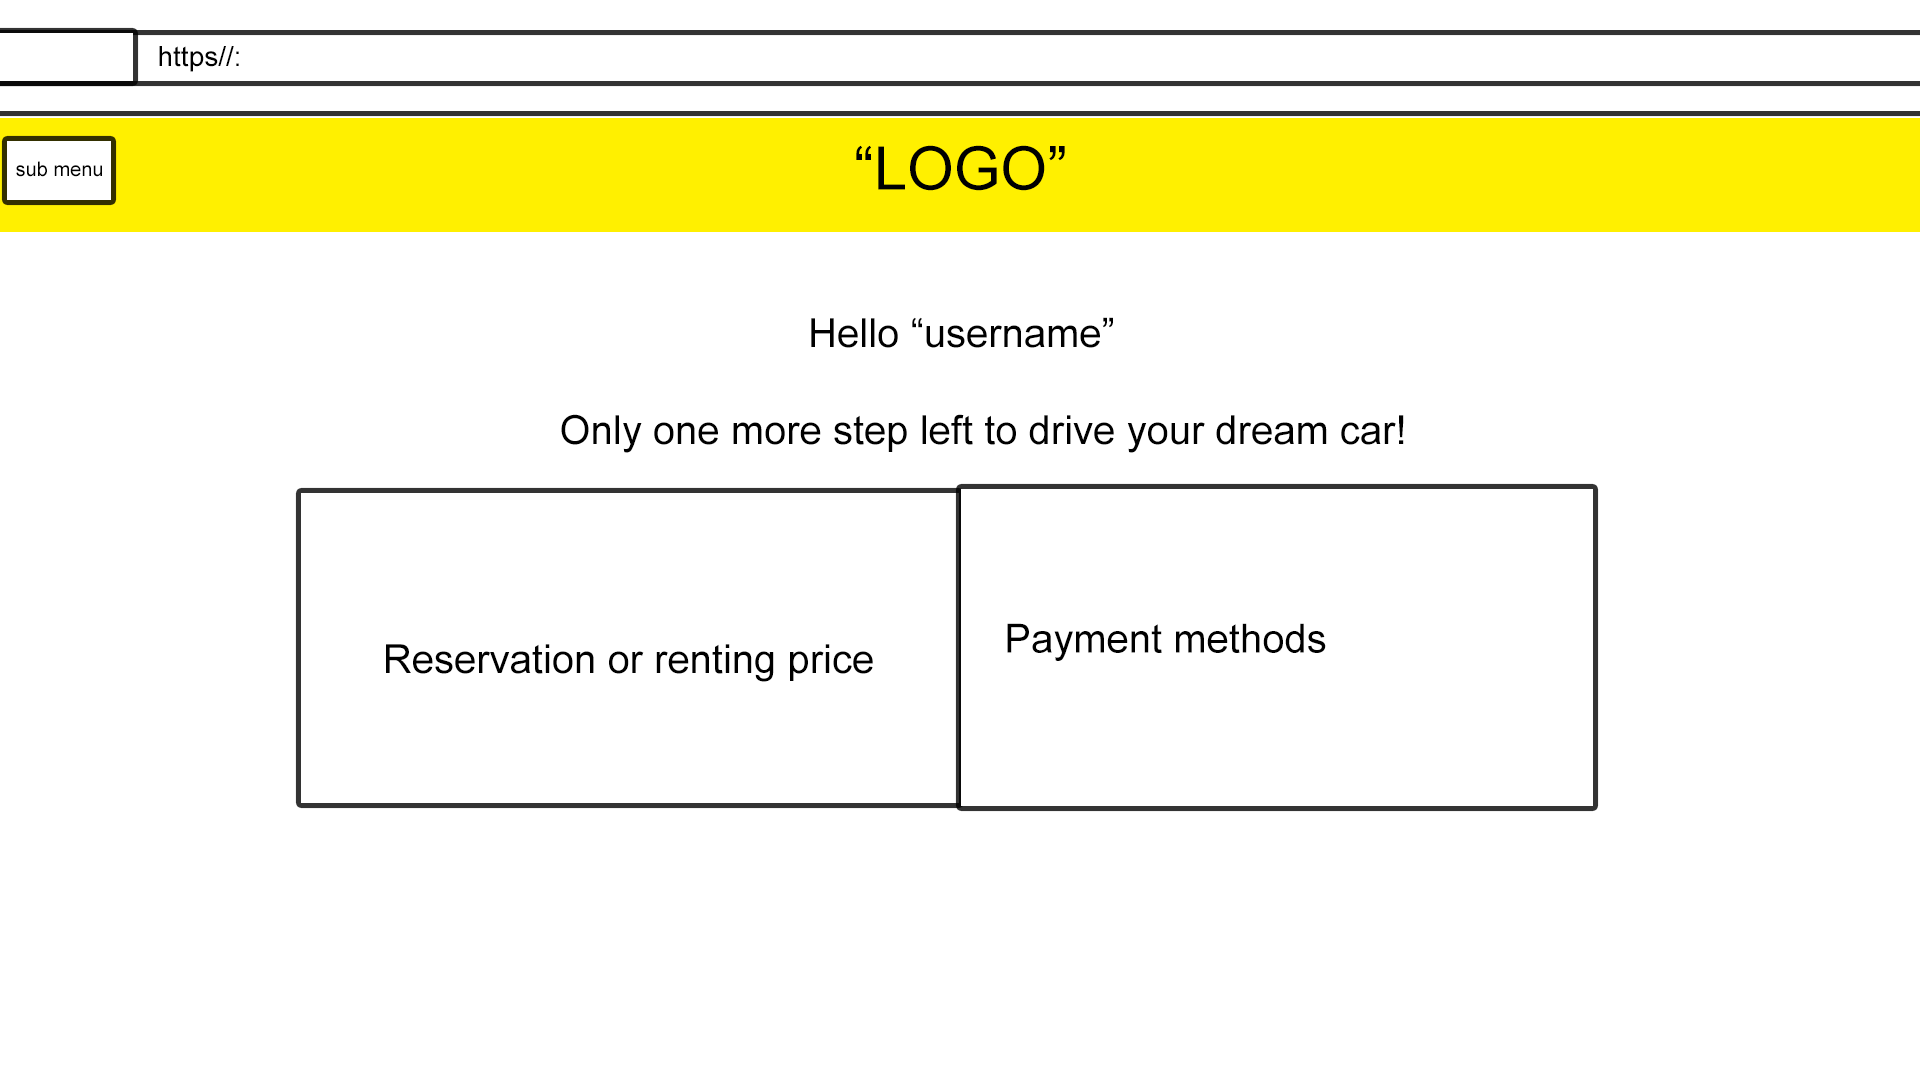 https//:
sub menu
“LOGO”
Hello “username”
Only one more step left to drive your dream car!
Reservation or renting price
Payment methods